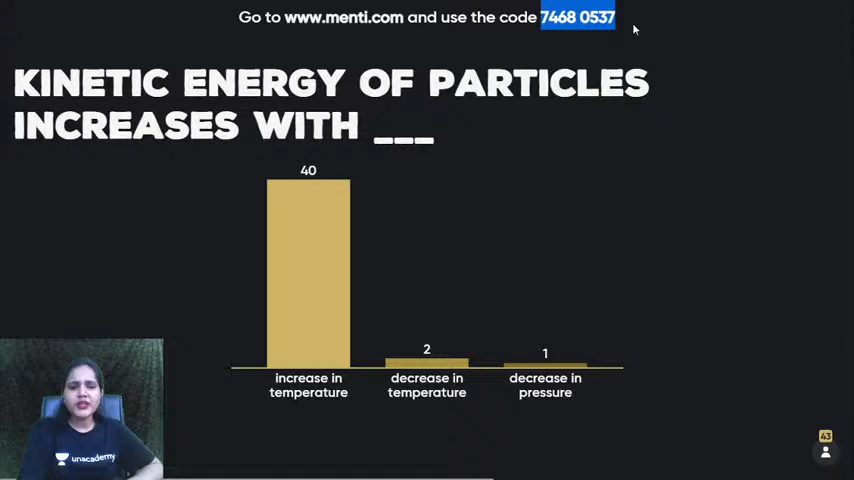 Go to www.menti.com and use the code 7468 0537
KINETIC ENERGY OF PARTICLES
INCREASES WITH ___
40
2
1
increase in
temperature
decrease in
temperature
decrease in
pressure
unacademy
43